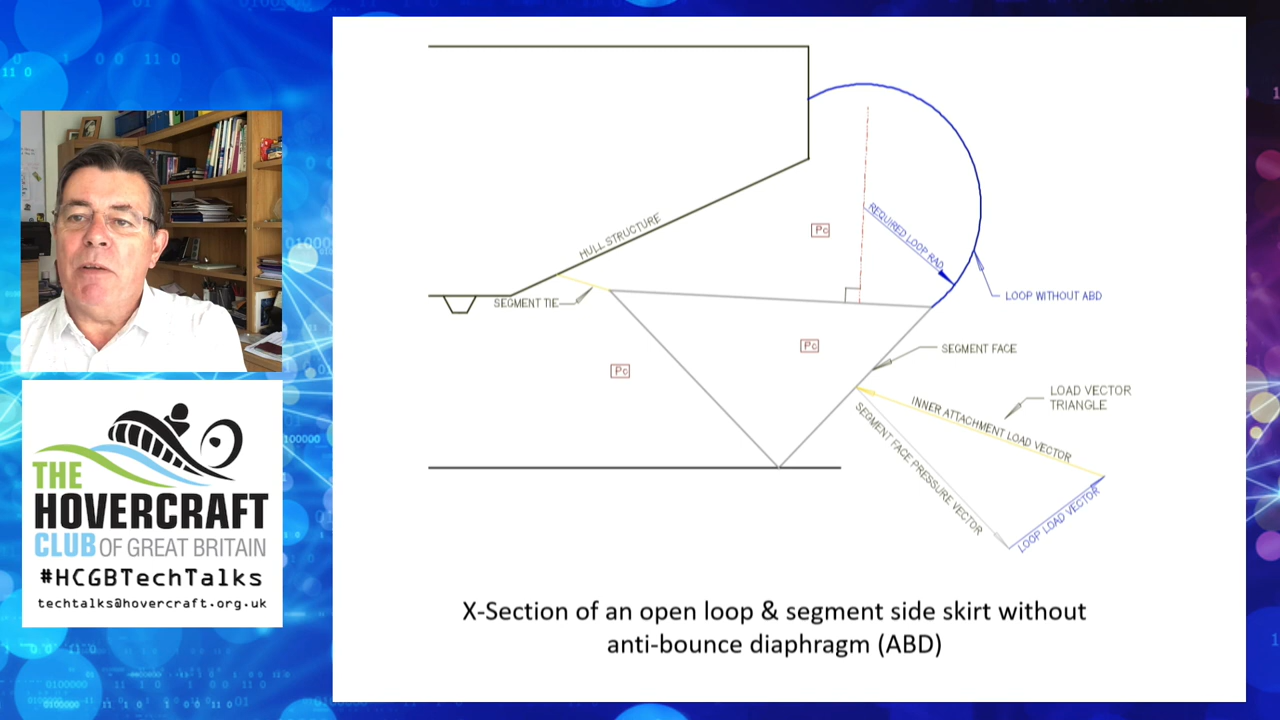 HULL STRUCTURE
SEGMENT TIE
Pc
Pc
Pc
REQUIRED LOOP RAD
LOOP WITHOUT ABD
SEGMENT FACE
LOAD VECTOR
TRIANGLE
INNER ATTACHMENT LOAD VECTOR
SEGMENT FACE PRESSURE VECTOR
LOOP LOAD VECTOR
X-Section of an open loop & segment side skirt without
anti-bounce diaphragm (ABD)
THE
HOVERCRAFT
CLUB OF GREAT BRITAIN
#HCGBTechTalks
techtalks@hovercraft.org.uk